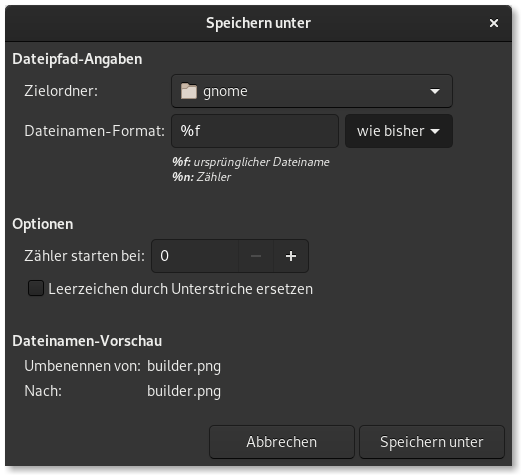 Speichern unter
Dateipfad-Angaben
Zielordner: gnome
Dateinamen-Format: %f wie bisher
%f: ursprünglicher Dateiname
%n: Zähler
Optionen
Zähler starten bei: 0 − +
Leerzeichen durch Unterstriche ersetzen
Dateinamen-Vorschau
Umbenennen von: builder.png
Nach: builder.png
Abbrechen Speichern unter